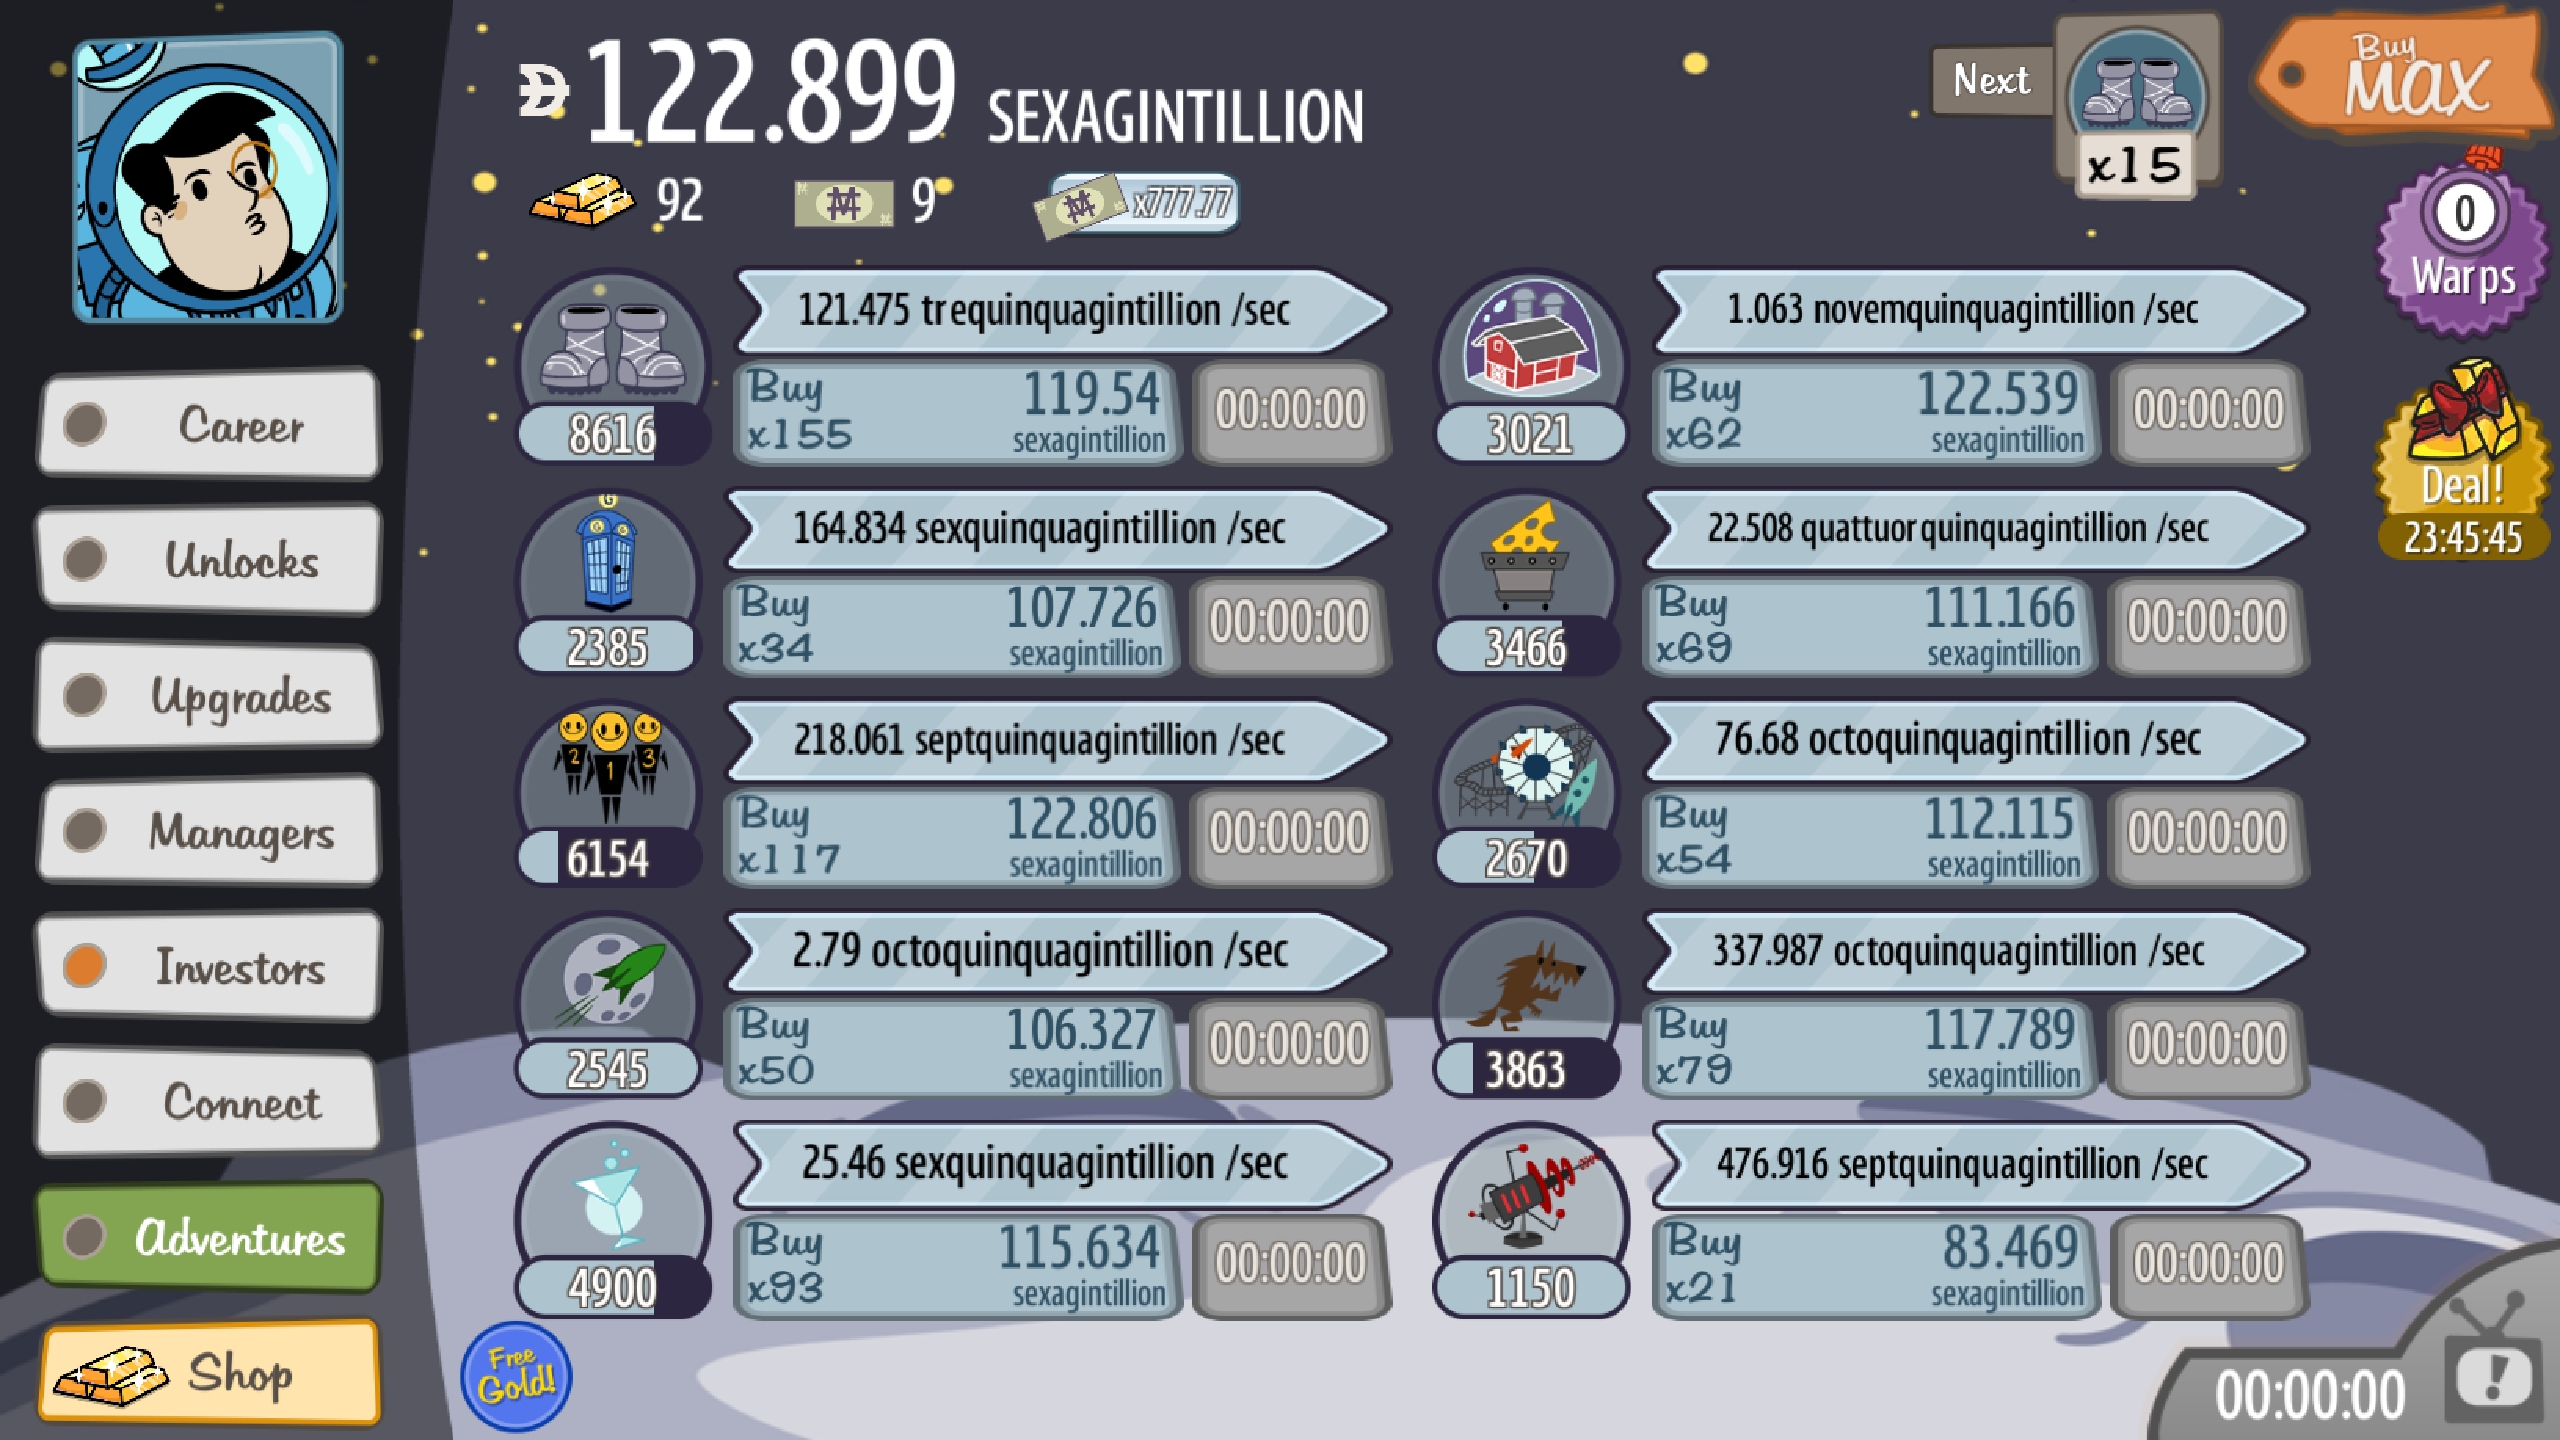 122.899 SEXAGINTILLION
92
9
x777.77
Next
x15
Buy
MAX
0
Warps
Deal!
23:45:45
Career
Unlocks
Upgrades
Managers
Investors
Connect
Adventures
Shop
121.475 trequinquagintillion /sec
8616
Buy
x155
119.54
sexagintillion
00:00:00
1.063 novemquinquagintillion /sec
3021
Buy
x62
122.539
sexagintillion
00:00:00
G
G G
164.834 sexquinquagintillion /sec
2385
Buy
x34
107.726
sexagintillion
00:00:00
22.508 quattuorquinquagintillion /sec
3466
Buy
x69
111.166
sexagintillion
00:00:00
2 1 3
218.061 septquinquagintillion /sec
6154
Buy
x117
122.806
sexagintillion
00:00:00
76.68 octoquinquagintillion /sec
2670
Buy
x54
112.115
sexagintillion
00:00:00
2.79 octoquinquagintillion /sec
2545
Buy
x50
106.327
sexagintillion
00:00:00
337.987 octoquinquagintillion /sec
3863
Buy
x79
117.789
sexagintillion
00:00:00
25.46 sexquinquagintillion /sec
4900
Buy
x93
115.634
sexagintillion
00:00:00
476.916 septquinquagintillion /sec
1150
Buy
x21
83.469
sexagintillion
00:00:00
Free
Gold!
00:00:00
!